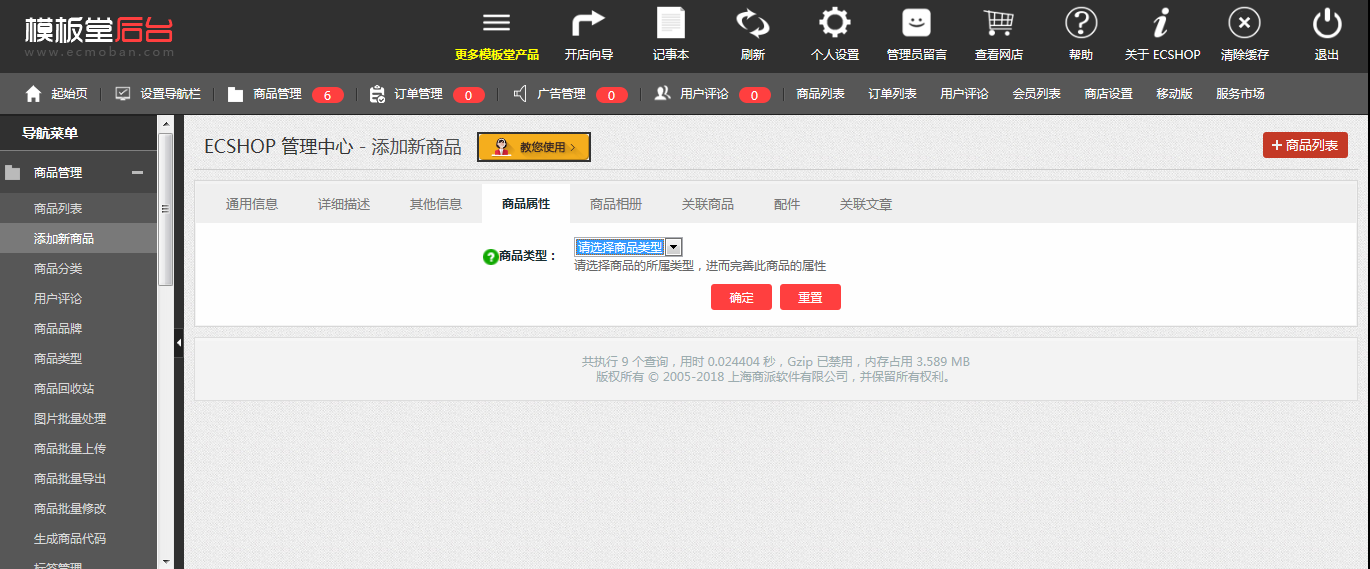 模板堂后台
www.ecmoban.com
更多模板堂产品 开店向导 记事本 刷新 个人设置 管理员留言 查看网店 帮助 关于 ECSHOP 清除缓存 退出
起始页 设置导航栏 商品管理 6 订单管理 0 广告管理 0 用户评论 0 商品列表 订单列表 用户评论 会员列表 商店设置 移动版 服务市场
导航菜单
商品管理
商品列表
添加新商品
商品分类
用户评论
商品品牌
商品类型
商品回收站
图片批量处理
商品批量上传
商品批量导出
商品批量修改
生成商品代码
标签管理
ECSHOP 管理中心 - 添加新商品 教您使用 商品列表
通用信息 详细描述 其他信息 商品属性 商品相册 关联商品 配件 关联文章
商品类型： 请选择商品类型
请选择商品的所属类型，进而完善此商品的属性
确定 重置
共执行 9 个查询，用时 0.024404 秒，Gzip 已禁用，内存占用 3.589 MB
版权所有 © 2005-2018 上海商派软件有限公司，并保留所有权利。